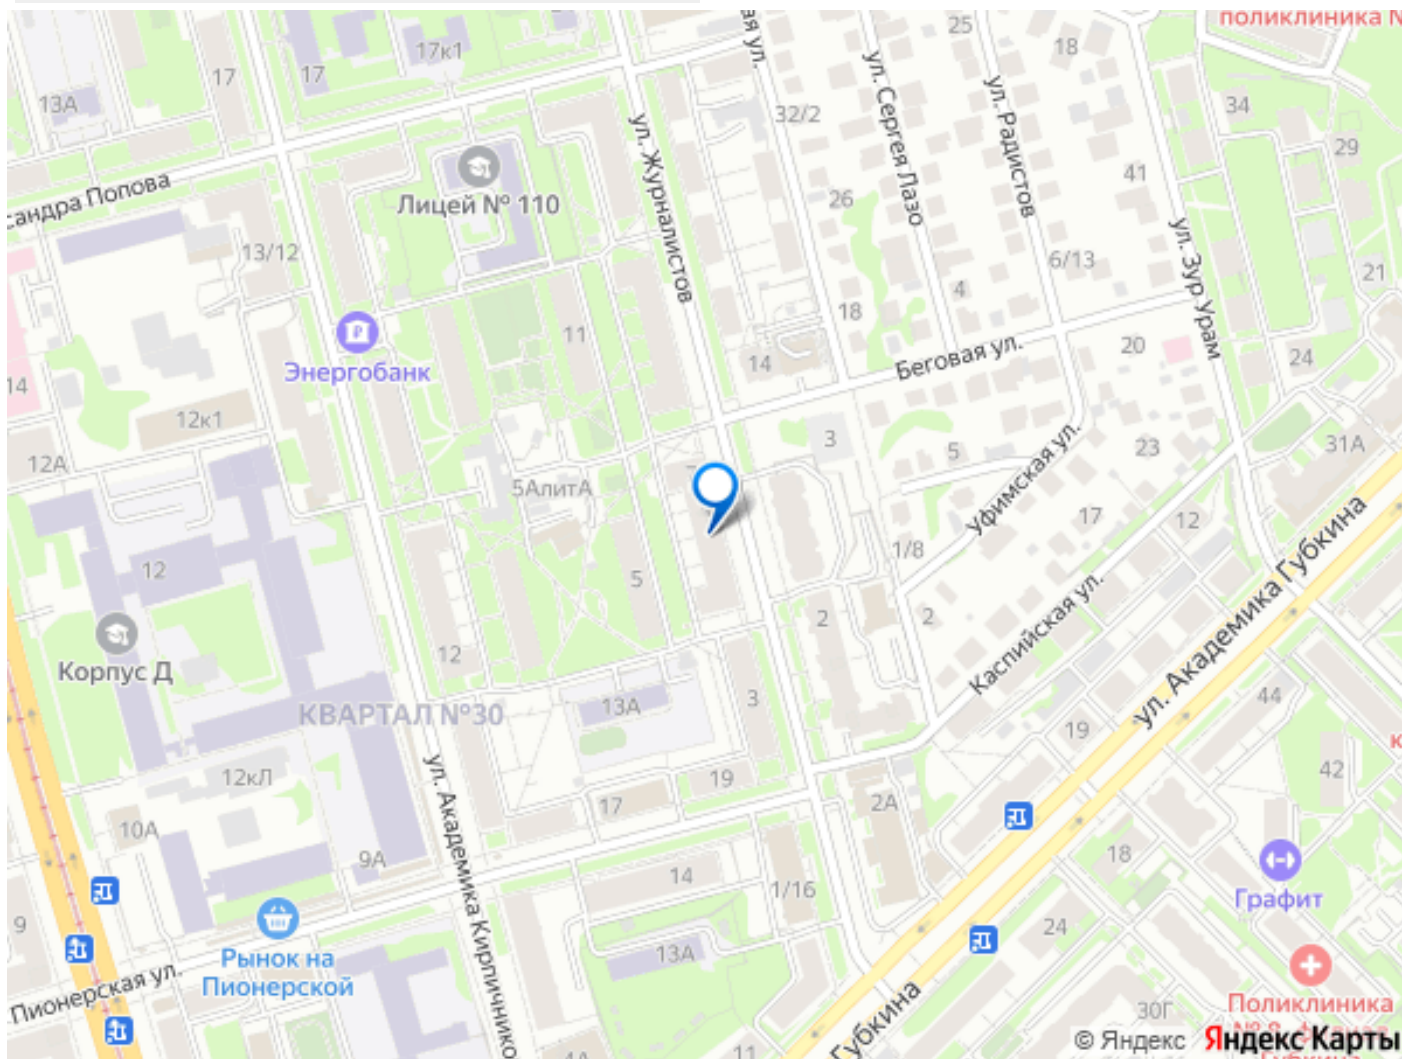 поликлиника №
17к1
25
18
17
17
13А
32/2
34
29
ул. Журналистов
ул. Сергея Лазо
ул. Радистов
41
Лицей № 110
26
сандра Попова
ул. Зур Урам
13/12
6/13
21
4
18
11
Энергобанк
14
Беговая ул.
20
24
14
12к1
3
5
23
31А
12А
5АлитА
Уфимская ул.
17
12
1/8
12
5
2
2
Каспийская ул.
ул. Академика Губкина
Корпус Д
12
КВАРТАЛ №30
13А
3
44
19
12кЛ
19
17
42
2А
10А
9А
ул. Академика Кирпичнико
14
1/16
18
Графит
9
Рынок на
Пионерской
13А
24
Пионерская ул.
Губкина
30Г
Поликлиника
11
© Яндекс Яндекс Карты